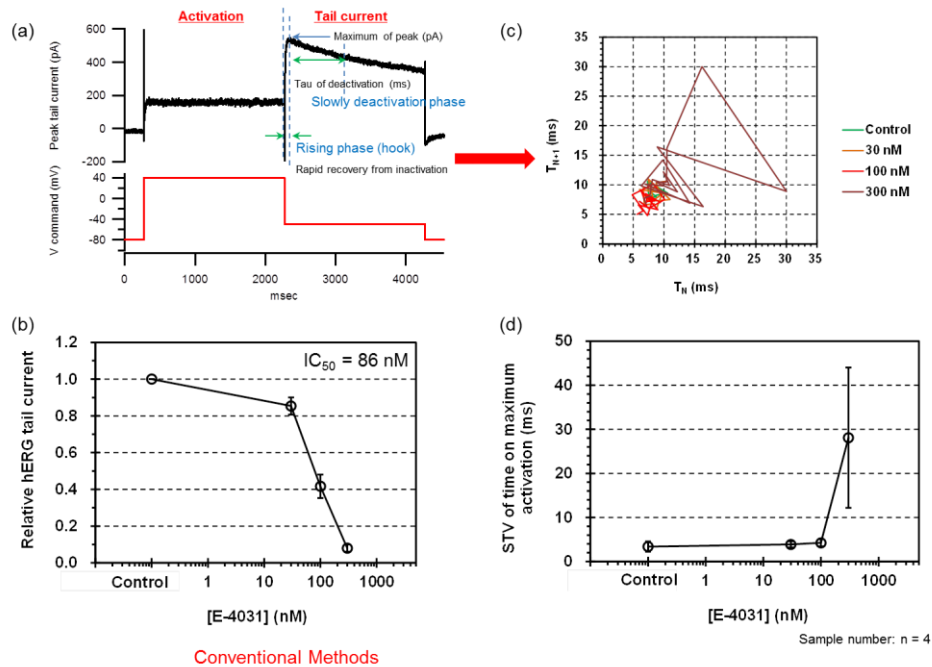 (a)
Activation
Tail current
Peak tail current (pA)
600
400
200
0
-200
Maximum of peak (pA)
Tau of deactivation (ms)
Slowly deactivation phase
Rising phase (hook)
Rapid recovery from inactivation
V command (mV)
40
0
-40
-80
0
1000
2000
3000
4000
msec
(c)
T N+1 (ms)
35
30
25
20
15
10
5
0
0 5 10 15 20 25 30 35
T N (ms)
Control
30 nM
100 nM
300 nM
(b)
Relative hERG tail current
1.2
1.0
0.8
0.6
0.4
0.2
0.0
IC50 = 86 nM
Control 1 10 100 1000
[E-4031] (nM)
Conventional Methods
(d)
STV of time on maximum
activation (ms)
50
40
30
20
10
0
Control 1 10 100 1000
[E-4031] (nM)
Sample number: n = 4